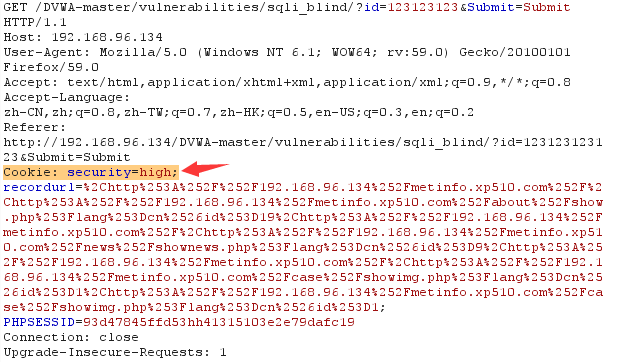 GET /DVWA-master/vulnerabilities/sqli_blind/?id=123123123&Submit=Submit
HTTP/1.1
Host: 192.168.96.134
User-Agent: Mozilla/5.0 (Windows NT 6.1; WOW64; rv:59.0) Gecko/20100101
Firefox/59.0
Accept: text/html,application/xhtml+xml,application/xml;q=0.9,*/*;q=0.8
Accept-Language:
zh-CN,zh;q=0.8,zh-TW;q=0.7,zh-HK;q=0.5,en-US;q=0.3,en;q=0.2
Referer:
http://192.168.96.134/DVWA-master/vulnerabilities/sqli_blind/?id=1231231231
23&Submit=Submit
Cookie: security=high;
recordurl=%2Chttp%253A%252F%252F192.168.96.134%252Fmetinfo.xp510.com%252F%2
Chttp%253A%252F%252F192.168.96.134%252Fmetinfo.xp510.com%252Fabout%252Fshow
.php%253Flang%253Dcn%2526id%253D19%2Chttp%253A%252F%252F192.168.96.134%252F
metinfo.xp510.com%252F%2Chttp%253A%252F%252F192.168.96.134%252Fmetinfo.xp51
0.com%252Fnews%252Fshownews.php%253Flang%253Dcn%2526id%253D9%2Chttp%253A%25
2F%252F192.168.96.134%252Fmetinfo.xp510.com%252F%2Chttp%253A%252F%252F192.1
68.96.134%252Fmetinfo.xp510.com%252Fcase%252Fshowimg.php%253Flang%253Dcn%25
26id%253D1%2Chttp%253A%252F%252F192.168.96.134%252Fmetinfo.xp510.com%252Fca
se%252Fshowimg.php%253Flang%253Dcn%2526id%253D1;
PHPSESSID=93d47845ffd53hh41315103e2e79dafc19
Connection: close
Upgrade-Insecure-Requests: 1